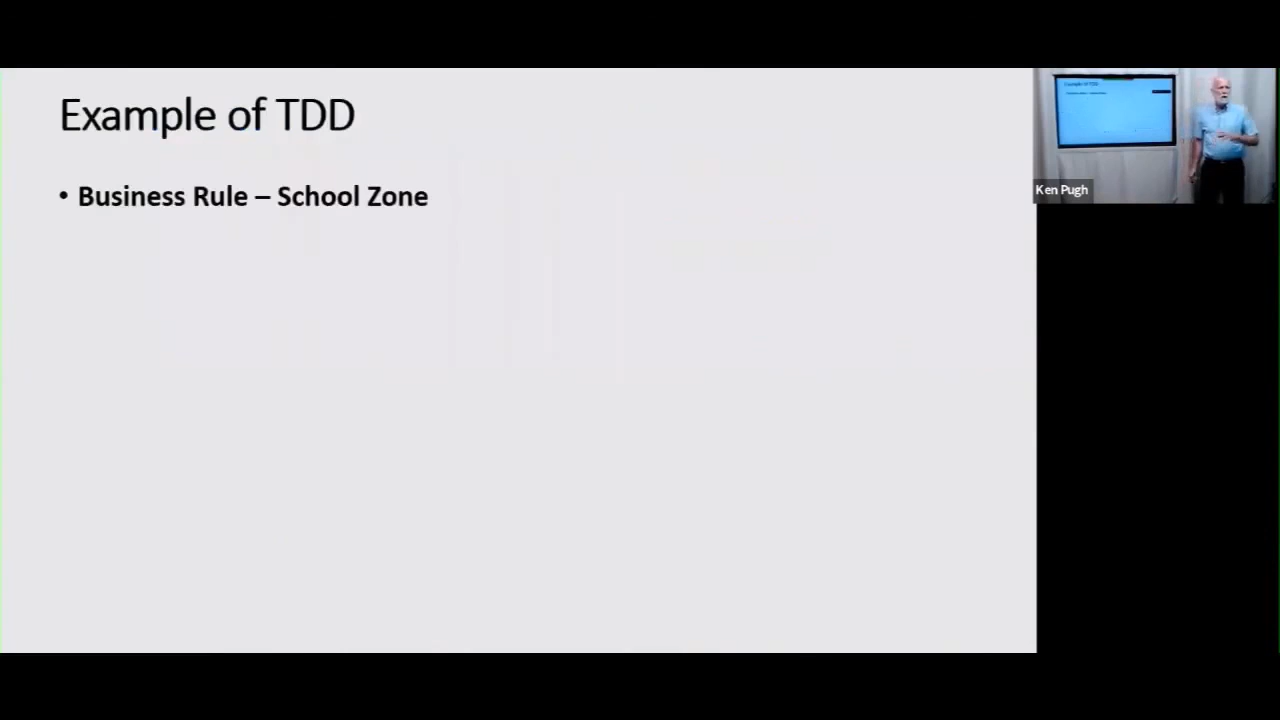 Example of TDD
• Business Rule – School Zone
Ken Pugh